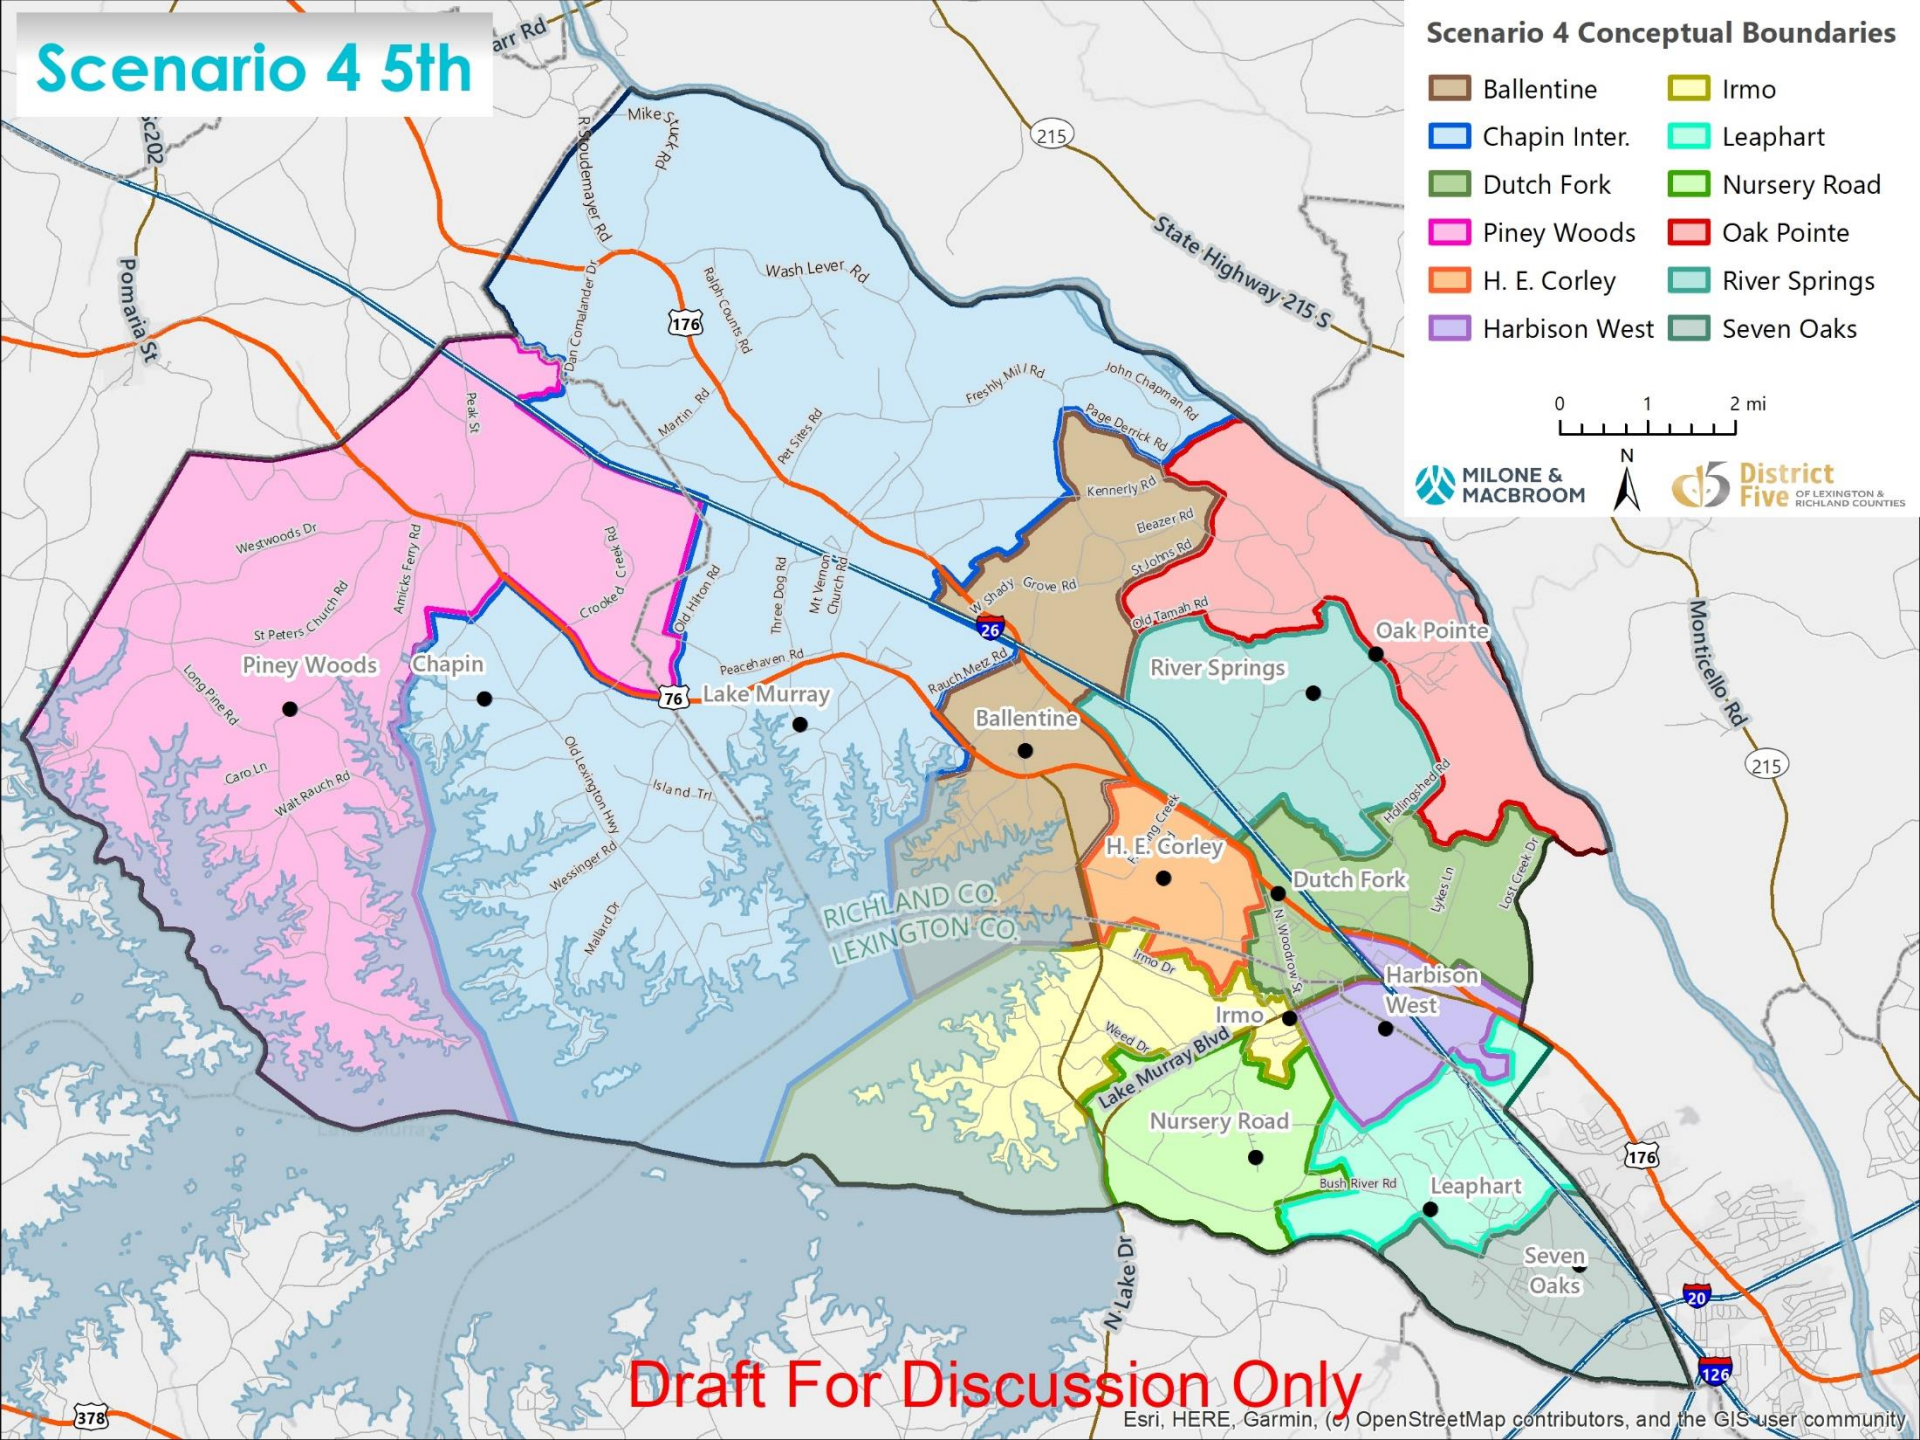 Scenario 4 5th
Scenario 4 Conceptual Boundaries
Ballentine
Chapin Inter.
Dutch Fork
Piney Woods
H. E. Corley
Harbison West
Irmo
Leaphart
Nursery Road
Oak Pointe
River Springs
Seven Oaks
0 1 2 mi
N
MILONE &
MACBROOM
5
District
Five OF LEXINGTON &
RICHLAND COUNTIES
arr Rd
Sc202
Pomaria St
R Stoudemayer Rd
Mike Stuck Rd
215
State Highway 215 S
Wash Lever Rd
Dan Comalander Dr
Ralph Counts Rd
176
Peak St
Martin Rd
Pet Sites Rd
Freshly Mill Rd
John Chapman Rd
Page Derrick Rd
Kennerly Rd
Eleazer Rd
St Johns Rd
W Shady Grove Rd
Old Tamah Rd
26
Westwoods Dr
Amicks Ferry Rd
Crooked Creek Rd
St Peters Church Rd
Old Hilton Rd
Three Dog Rd
Mt Vernon
Church Rd
Peacehaven Rd
Rauch Metz Rd
Piney Woods
Chapin
76
Lake Murray
Long Pine Rd
Caro Ln
Walt Rauch Rd
Old Lexington Hwy
Island Trl
Wessinger Rd
Mallard Dr
Ballentine
River Springs
Oak Pointe
Monticello Rd
215
Hollingshed Rd
H. E. Corley
Dutch Fork
Lykes Ln
Lost Creek Dr
N. Woodrow St
RICHLAND CO.
LEXINGTON CO.
Irmo Dr
Harbison
West
Irmo
Weed Dr
Lake Murray Blvd
Nursery Road
Bush River Rd
Leaphart
176
Seven
Oaks
20
126
N Lake Dr
378
Draft For Discussion Only
Esri, HERE, Garmin, (c) OpenStreetMap contributors, and the GIS user community